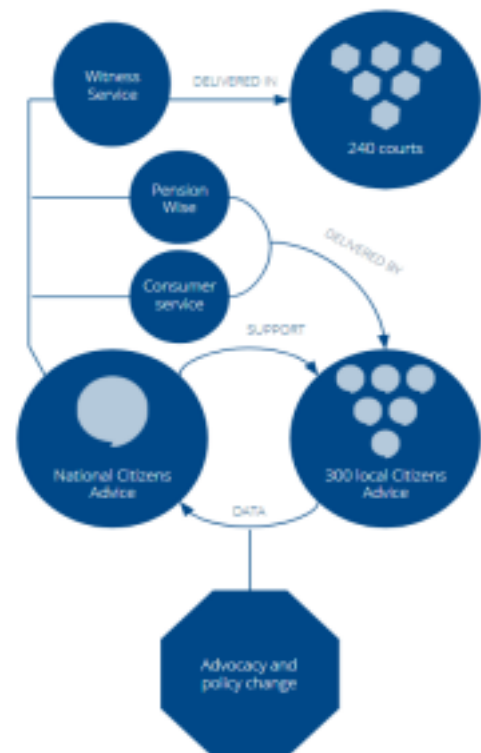 Witness
Service
DELIVERED IN
240 courts
Pension
Wise
Consumer
service
DELIVERED BY
SUPPORT
National Citizens
Advice
300 local Citizens
Advice
DATA
Advocacy and
policy change